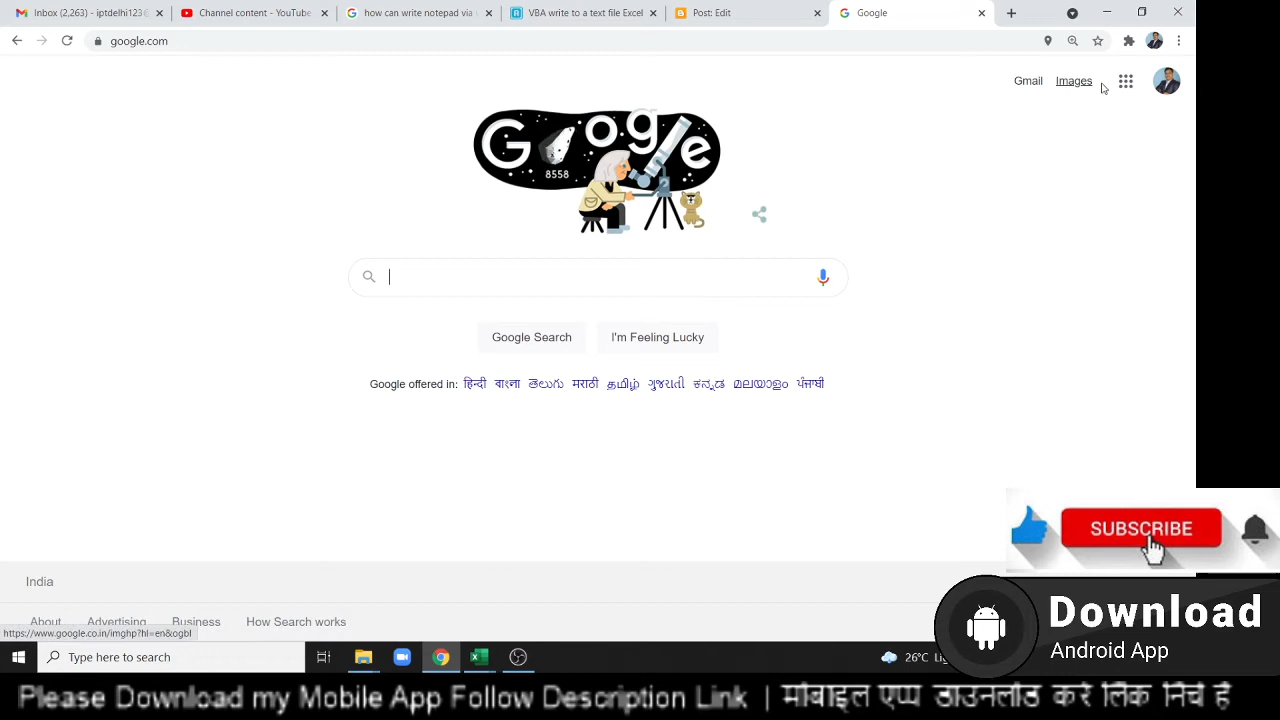 Inbox (2,263) - iptdelhi123
Channel content - YouTube
how can write notepad via
VBA write to a text file Excel
Post: Edit
Google
google.com
Gmail
Images
Google
8558
Google Search
I'm Feeling Lucky
Google offered in: हिन्दी বাংলা తెలుగు मराठी தமிழ் ગુજરાતી ಕನ್ನಡ മലയാളം ਪੰਜਾਬੀ
SUBSCRIBE
India
About Advertising Business How Search works
https://www.google.co.in/imghp?hl=en&ogbl
Download
Android App
Type here to search
26°C
Please Download my Mobile App Follow Description Link | मोबाइल एप्प डाउनलोड करे लिंक निचे है